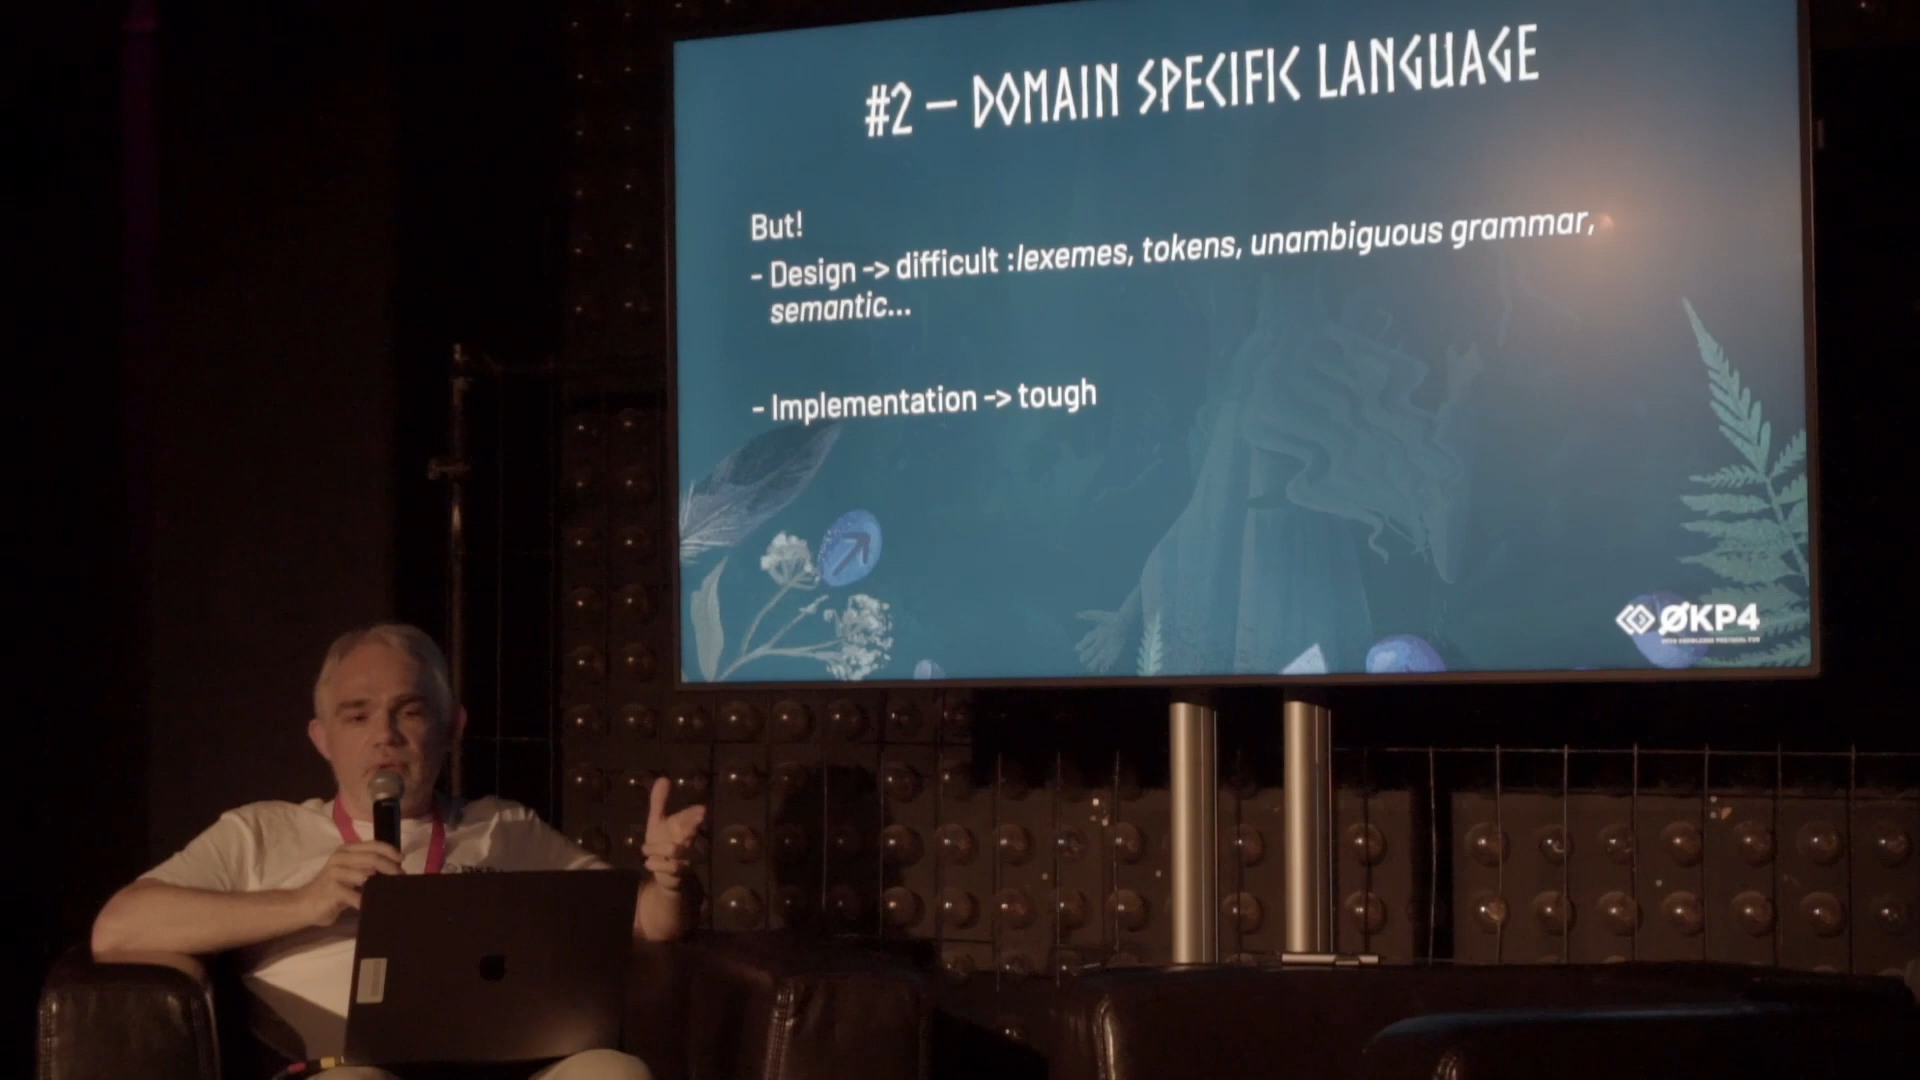 #2 – DOMAIN SPECIFIC LANGUAGE
But!
- Design -> difficult :lexemes, tokens, unambiguous grammar,
semantic...
- Implementation -> tough
ØKP4